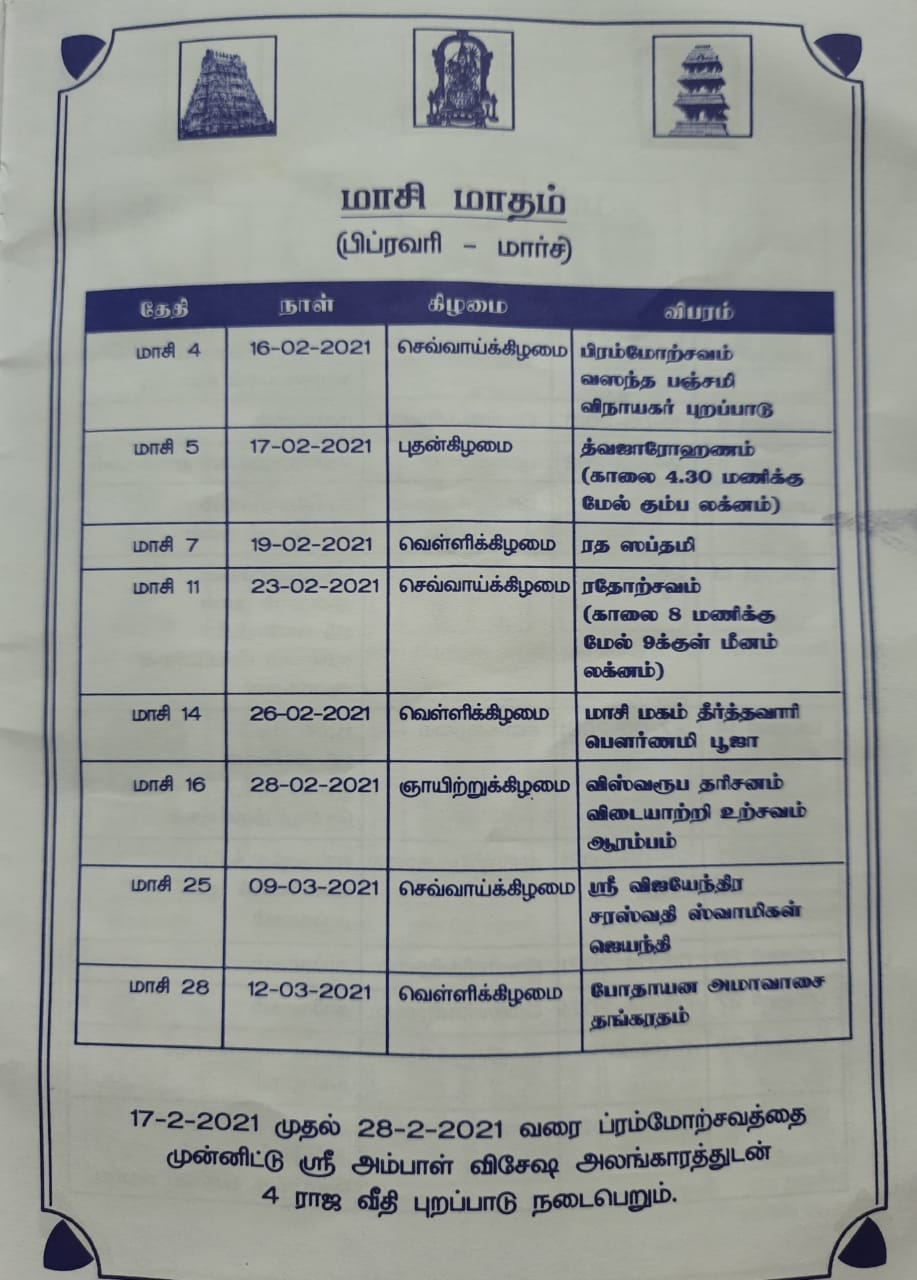 மாசி மாதம்
(பிப்ரவரி - மார்ச்)
தேதி நாள் கிழமை விபரம்
மாசி 4 16-02-2021 செவ்வாய்க்கிழமை பிரம்மோற்சவம்
வஸந்த பஞ்சமி
விநாயகர் புறப்பாடு
மாசி 5 17-02-2021 புதன்கிழமை த்வஜாரோஹணம்
(காலை 4.30 மணிக்கு
மேல் கும்ப லக்னம்)
மாசி 7 19-02-2021 வெள்ளிக்கிழமை ரத ஸப்தமி
மாசி 11 23-02-2021 செவ்வாய்க்கிழமை ரதோற்சவம்
(காலை 8 மணிக்கு
மேல் 9க்குள் மீனம்
லக்னம்)
மாசி 14 26-02-2021 வெள்ளிக்கிழமை மாசி மகம் தீர்த்தவாரி
பௌர்ணமி பூஜா
மாசி 16 28-02-2021 ஞாயிற்றுக்கிழமை விஸ்வரூப தரிசனம்
விடையாற்றி உற்சவம்
ஆரம்பம்
மாசி 25 09-03-2021 செவ்வாய்க்கிழமை ஸ்ரீ விஜயேந்திர
சரஸ்வதி ஸ்வாமிகள்
ஜெயந்தி
மாசி 28 12-03-2021 வெள்ளிக்கிழமை போதாயன அமாவாசை
தங்கரதம்
17-2-2021 முதல் 28-2-2021 வரை ப்ரம்மோற்சவத்தை
முன்னிட்டு ஸ்ரீ அம்பாள் விசேஷ அலங்காரத்துடன்
4 ராஜ வீதி புறப்பாடு நடைபெறும்.